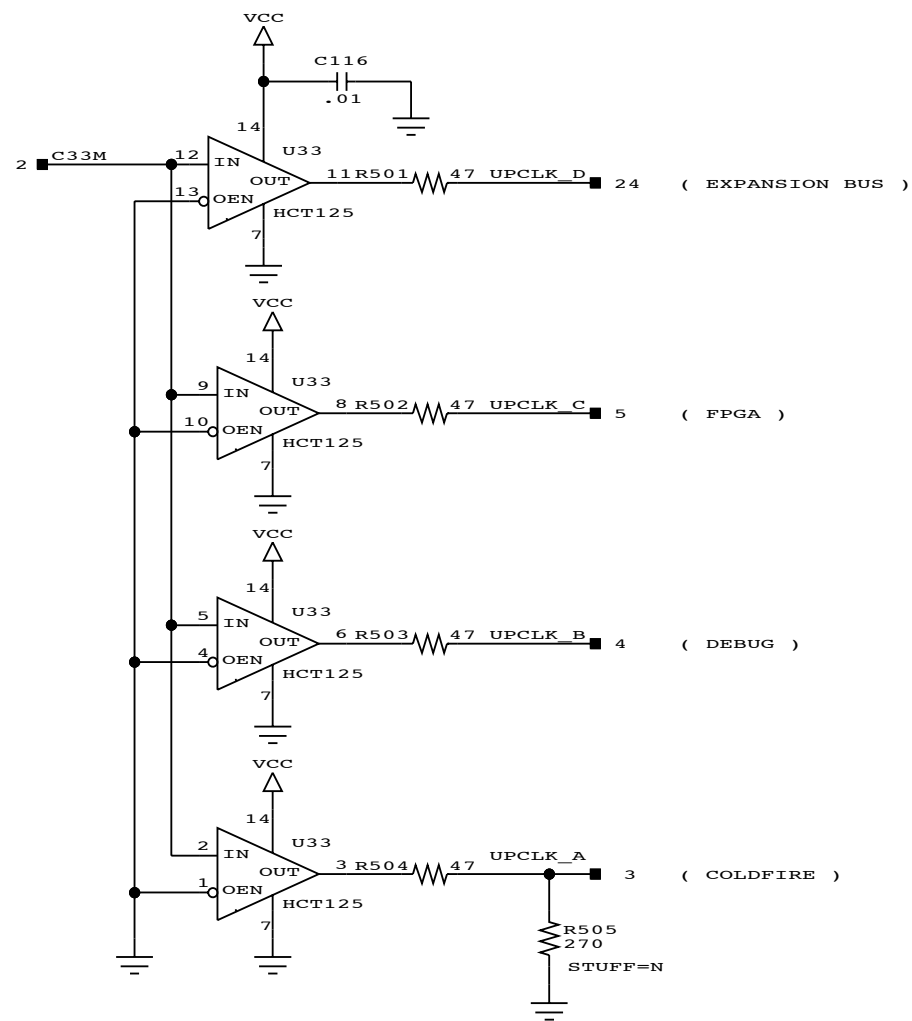 VCC
C116
.01
14
2 C33M 12 IN U33
OUT 11 R501 47 UPCLK_D 24 ( EXPANSION BUS )
13 OEN HCT125
7
VCC
14
9 IN U33
OUT 8 R502 47 UPCLK_C 5 ( FPGA )
10 OEN HCT125
7
VCC
14
5 IN U33
OUT 6 R503 47 UPCLK_B 4 ( DEBUG )
4 OEN HCT125
7
VCC
14
2 IN U33
OUT 3 R504 47 UPCLK_A 3 ( COLDFIRE )
1 OEN HCT125
7
R505
270
STUFF=N